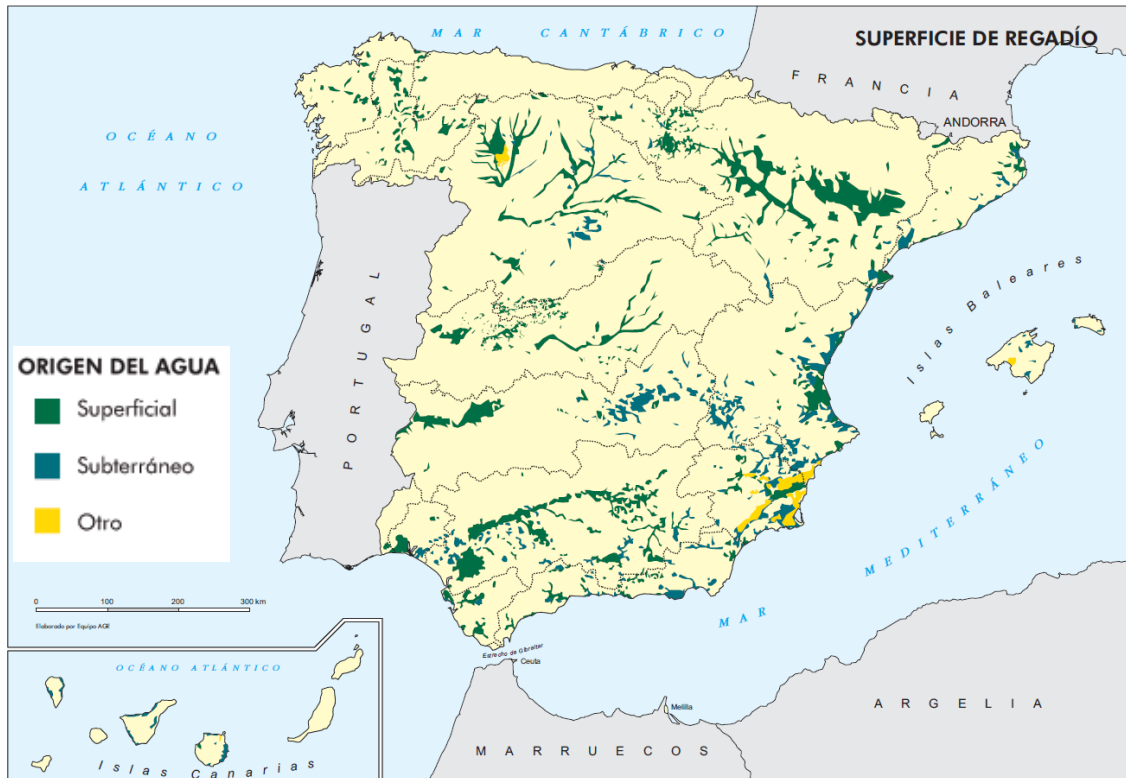 SUPERFICIE DE REGADÍO
MAR CANTÁBRICO
FRANCIA
ANDORRA
OCÉANO
ATLÁNTICO
PORTUGAL
Islas Baleares
ORIGEN DEL AGUA
Superficial
Subterráneo
Otro
MAR MEDITERRÁNEO
0 100 200 300 km
Elaborado por Equipo AGE
Estrecho de Gibraltar
Ceuta
Melilla
MARRUECOS
ARGELIA
OCÉANO ATLÁNTICO
Islas Canarias